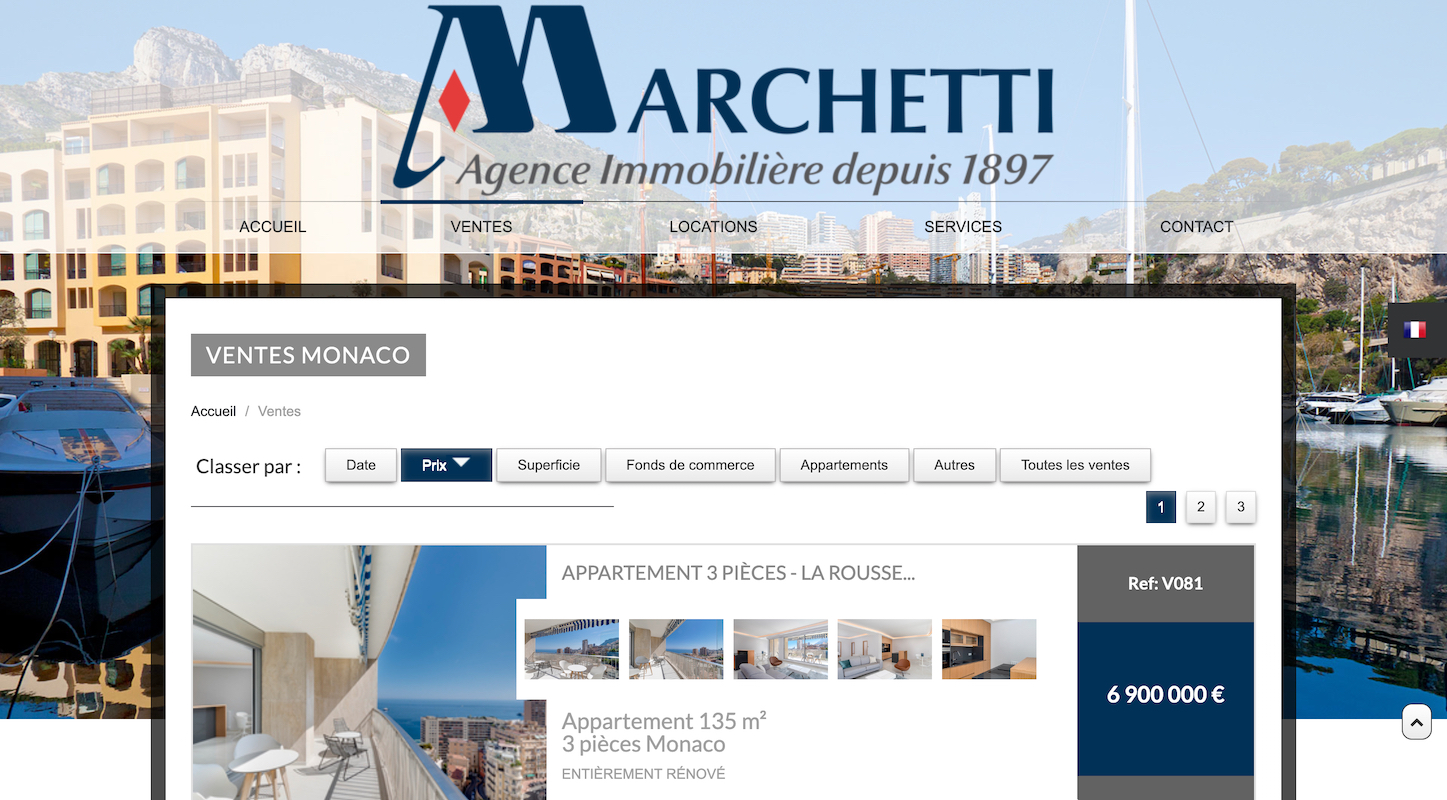 MARCHETTI
Agence Immobilière depuis 1897
ACCUEIL VENTES LOCATIONS SERVICES CONTACT
VENTES MONACO
Accueil / Ventes
Classer par : Date Prix Superficie Fonds de commerce Appartements Autres Toutes les ventes
1 2 3
APPARTEMENT 3 PIÈCES - LA ROUSSE...
Ref: V081
6 900 000 €
Appartement 135 m²
3 pièces Monaco
ENTIÈREMENT RÉNOVÉ